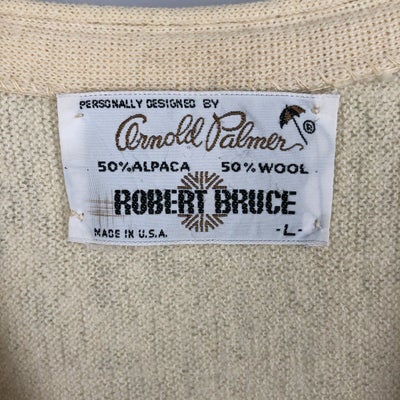 PERSONALLY DESIGNED BY
Arnold Palmer ®
50% ALPACA 50% WOOL
ROBERT BRUCE
MADE IN U.S.A. -L-